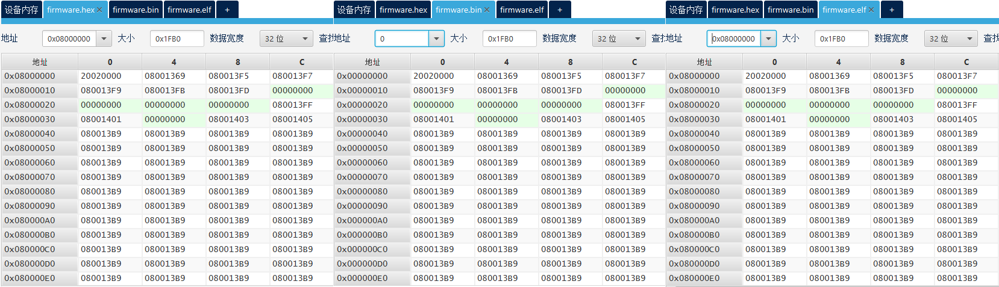 设备内存 firmware.hex × firmware.bin firmware.elf + 设备内存 firmware.hex firmware.bin × firmware.elf + 设备内存 firmware.hex firmware.bin firmware.elf × +
地址 0x08000000 大小 0x1FB0 数据宽度 32 位 查找 地址 0 大小 0x1FB0 数据宽度 32 位 查找 地址 0x08000000 大小 0x1FB0 数据宽度 32 位 查找
地址 0 4 8 C 地址 0 4 8 C 地址 0 4 8 C
0x08000000 20020000 08001369 080013F5 080013F7 0x00000000 20020000 08001369 080013F5 080013F7 0x08000000 20020000 08001369 080013F5 080013F7
0x08000010 080013F9 080013FB 080013FD 00000000 0x00000010 080013F9 080013FB 080013FD 00000000 0x08000010 080013F9 080013FB 080013FD 00000000
0x08000020 00000000 00000000 00000000 080013FF 0x00000020 00000000 00000000 00000000 080013FF 0x08000020 00000000 00000000 00000000 080013FF
0x08000030 08001401 00000000 08001403 08001405 0x00000030 08001401 00000000 08001403 08001405 0x08000030 08001401 00000000 08001403 08001405
0x08000040 080013B9 080013B9 080013B9 080013B9 0x00000040 080013B9 080013B9 080013B9 080013B9 0x08000040 080013B9 080013B9 080013B9 080013B9
0x08000050 080013B9 080013B9 080013B9 080013B9 0x00000050 080013B9 080013B9 080013B9 080013B9 0x08000050 080013B9 080013B9 080013B9 080013B9
0x08000060 080013B9 080013B9 080013B9 080013B9 0x00000060 080013B9 080013B9 080013B9 080013B9 0x08000060 080013B9 080013B9 080013B9 080013B9
0x08000070 080013B9 080013B9 080013B9 080013B9 0x00000070 080013B9 080013B9 080013B9 080013B9 0x08000070 080013B9 080013B9 080013B9 080013B9
0x08000080 080013B9 080013B9 080013B9 080013B9 0x00000080 080013B9 080013B9 080013B9 080013B9 0x08000080 080013B9 080013B9 080013B9 080013B9
0x08000090 080013B9 080013B9 080013B9 080013B9 0x00000090 080013B9 080013B9 080013B9 080013B9 0x08000090 080013B9 080013B9 080013B9 080013B9
0x080000A0 080013B9 080013B9 080013B9 080013B9 0x000000A0 080013B9 080013B9 080013B9 080013B9 0x080000A0 080013B9 080013B9 080013B9 080013B9
0x080000B0 080013B9 080013B9 080013B9 080013B9 0x000000B0 080013B9 080013B9 080013B9 080013B9 0x080000B0 080013B9 080013B9 080013B9 080013B9
0x080000C0 080013B9 080013B9 080013B9 080013B9 0x000000C0 080013B9 080013B9 080013B9 080013B9 0x080000C0 080013B9 080013B9 080013B9 080013B9
0x080000D0 080013B9 080013B9 080013B9 080013B9 0x000000D0 080013B9 080013B9 080013B9 080013B9 0x080000D0 080013B9 080013B9 080013B9 080013B9
0x080000E0 080013B9 080013B9 080013B9 080013B9 0x000000E0 080013B9 080013B9 080013B9 080013B9 0x080000E0 080013B9 080013B9 080013B9 080013B9